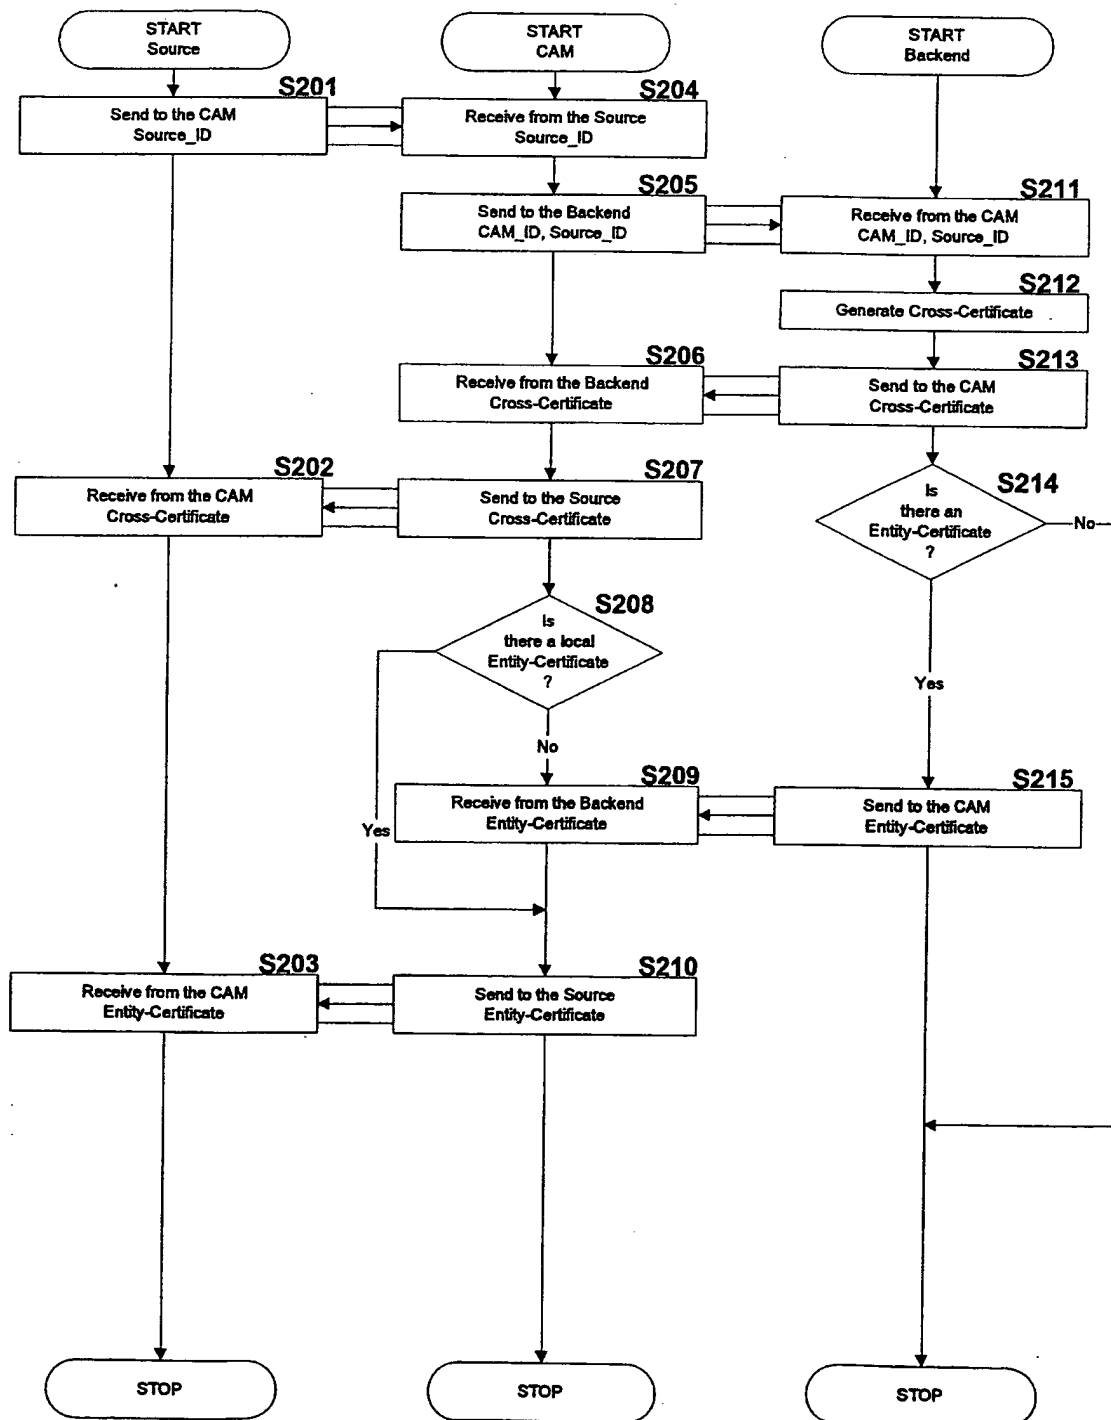 START
Source
START
CAM
START
Backend
S201
Send to the CAM
Source_ID
S204
Receive from the Source
Source_ID
S205
Send to the Backend
CAM_ID, Source_ID
S211
Receive from the CAM
CAM_ID, Source_ID
S212
Generate Cross-Certificate
S206
Receive from the Backend
Cross-Certificate
S213
Send to the CAM
Cross-Certificate
S202
Receive from the CAM
Cross-Certificate
S207
Send to the Source
Cross-Certificate
S214
Is
there an
Entity-Certificate
?
No
S208
Is
there a local
Entity-Certificate
?
Yes
No
S209
Receive from the Backend
Entity-Certificate
S215
Send to the CAM
Entity-Certificate
Yes
S203
Receive from the CAM
Entity-Certificate
S210
Send to the Source
Entity-Certificate
STOP
STOP
STOP